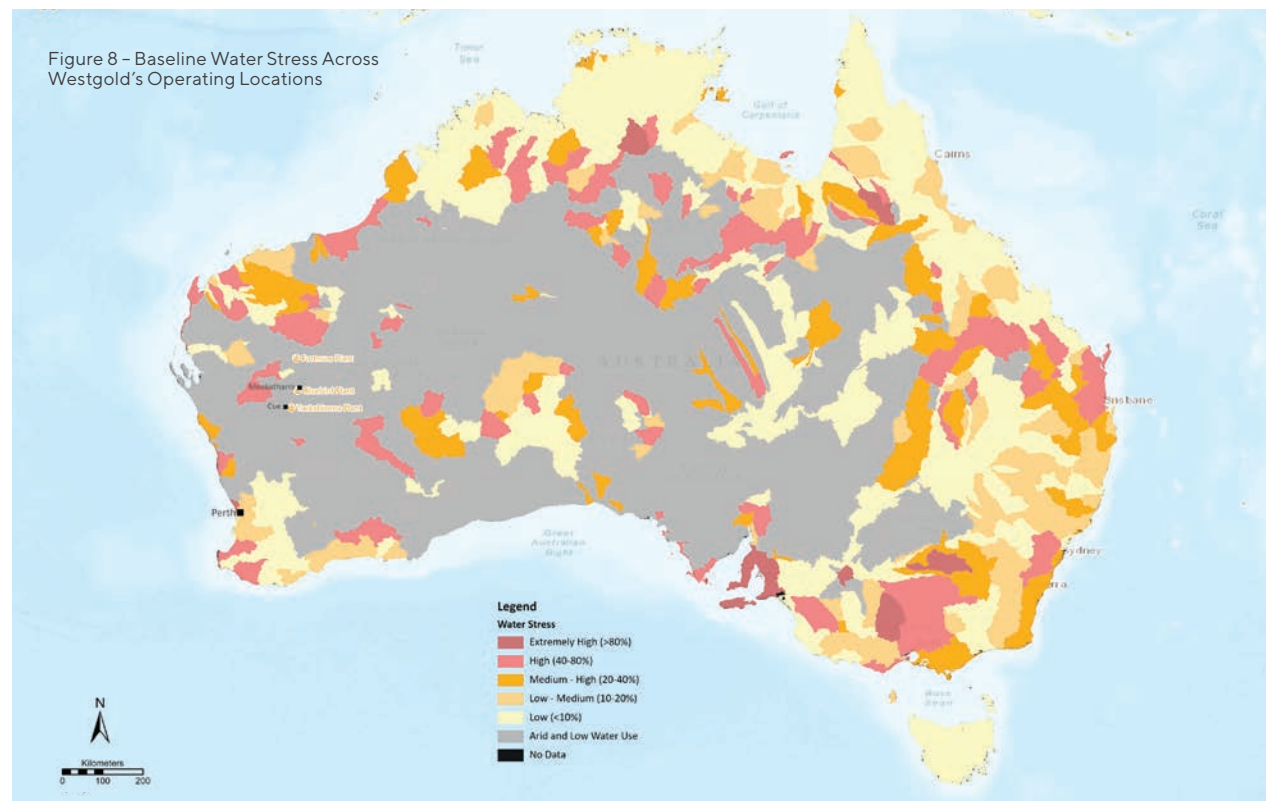 Figure 8 – Baseline Water Stress Across
Westgold's Operating Locations
Timor
Sea
Gulf of
Carpentaria
Cairns
Coral
Sea
Fortnum Plant
Meekatharra
Bluebird Plant
Cue
Tuckabianna Plant
AUSTRALIA
Brisbane
Perth
Great
Australian
Bight
Sydney
rra
Legend
Water Stress
Extremely High (>80%)
High (40-80%)
Medium - High (20-40%)
Low - Medium (10-20%)
Low (<10%)
Arid and Low Water Use
No Data
Bass
Strait
N
Kilometers
0 100 200